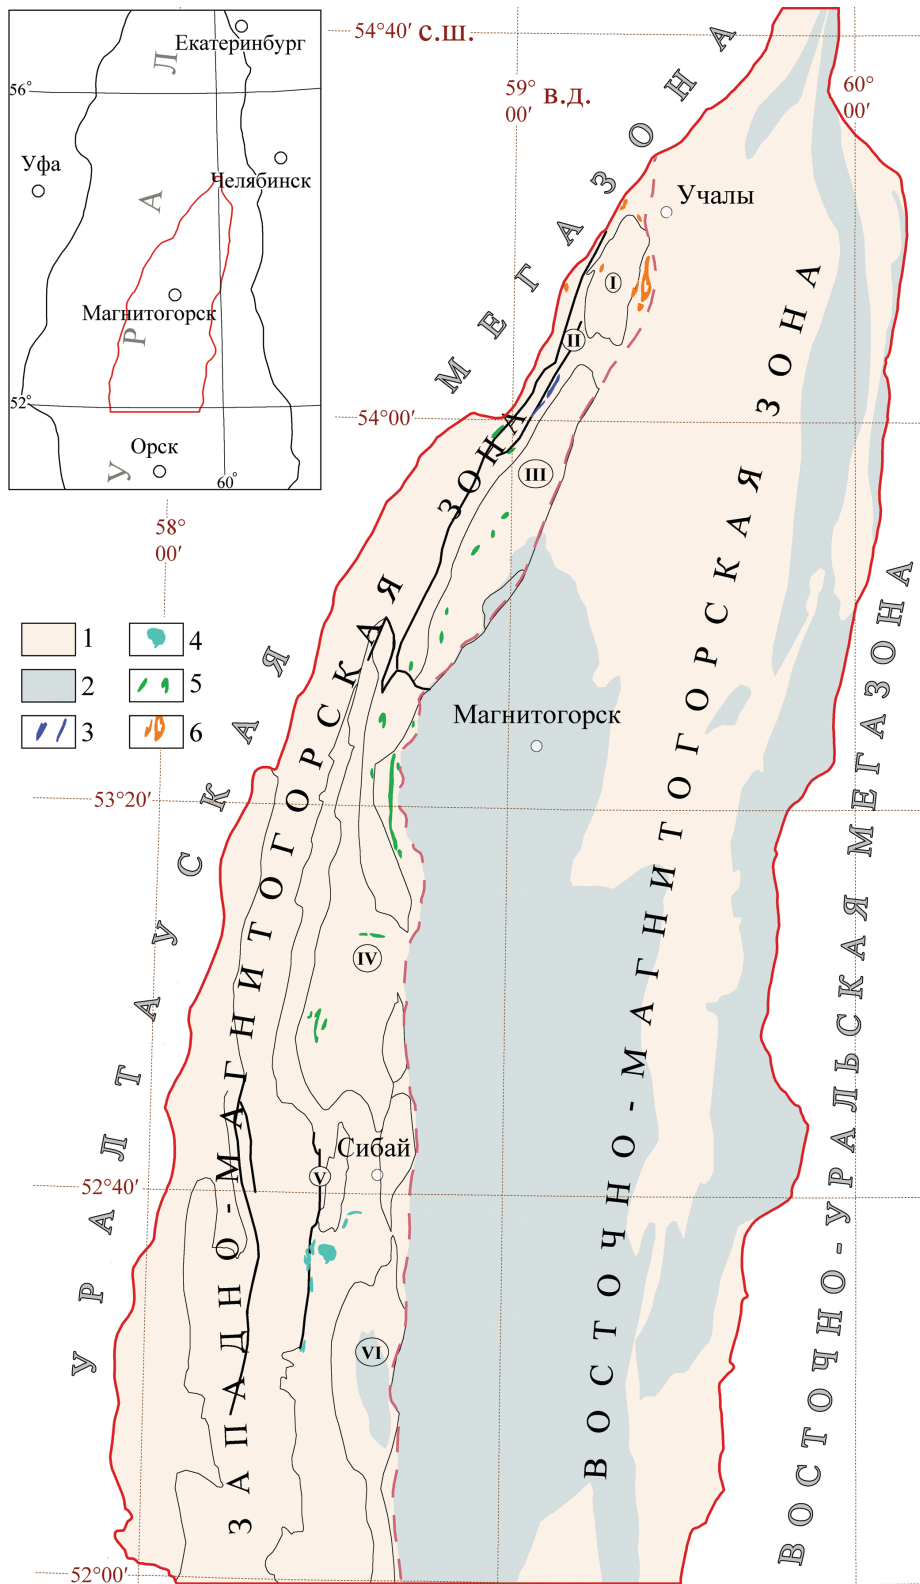 Екатеринбург
56°
Уфа
Челябинск
Магнитогорск
52°
Орск
60°
УРАЛ
54°40′ с.ш.
59°
00′
в.д.
60°
00′
Учалы
54°00′
58°
00′
I
II
III
IV
V
VI
1
2
3
4
5
6
Магнитогорск
53°20′
Сибай
52°40′
52°00′
УРАЛТАУСКАЯ МЕГАЗОНА
ЗАПАДНО-МАГНИТОГОРСКАЯ ЗОНА
ВОСТОЧНО-МАГНИТОГОРСКАЯ ЗОНА
ВОСТОЧНО-УРАЛЬСКАЯ МЕГАЗОНА